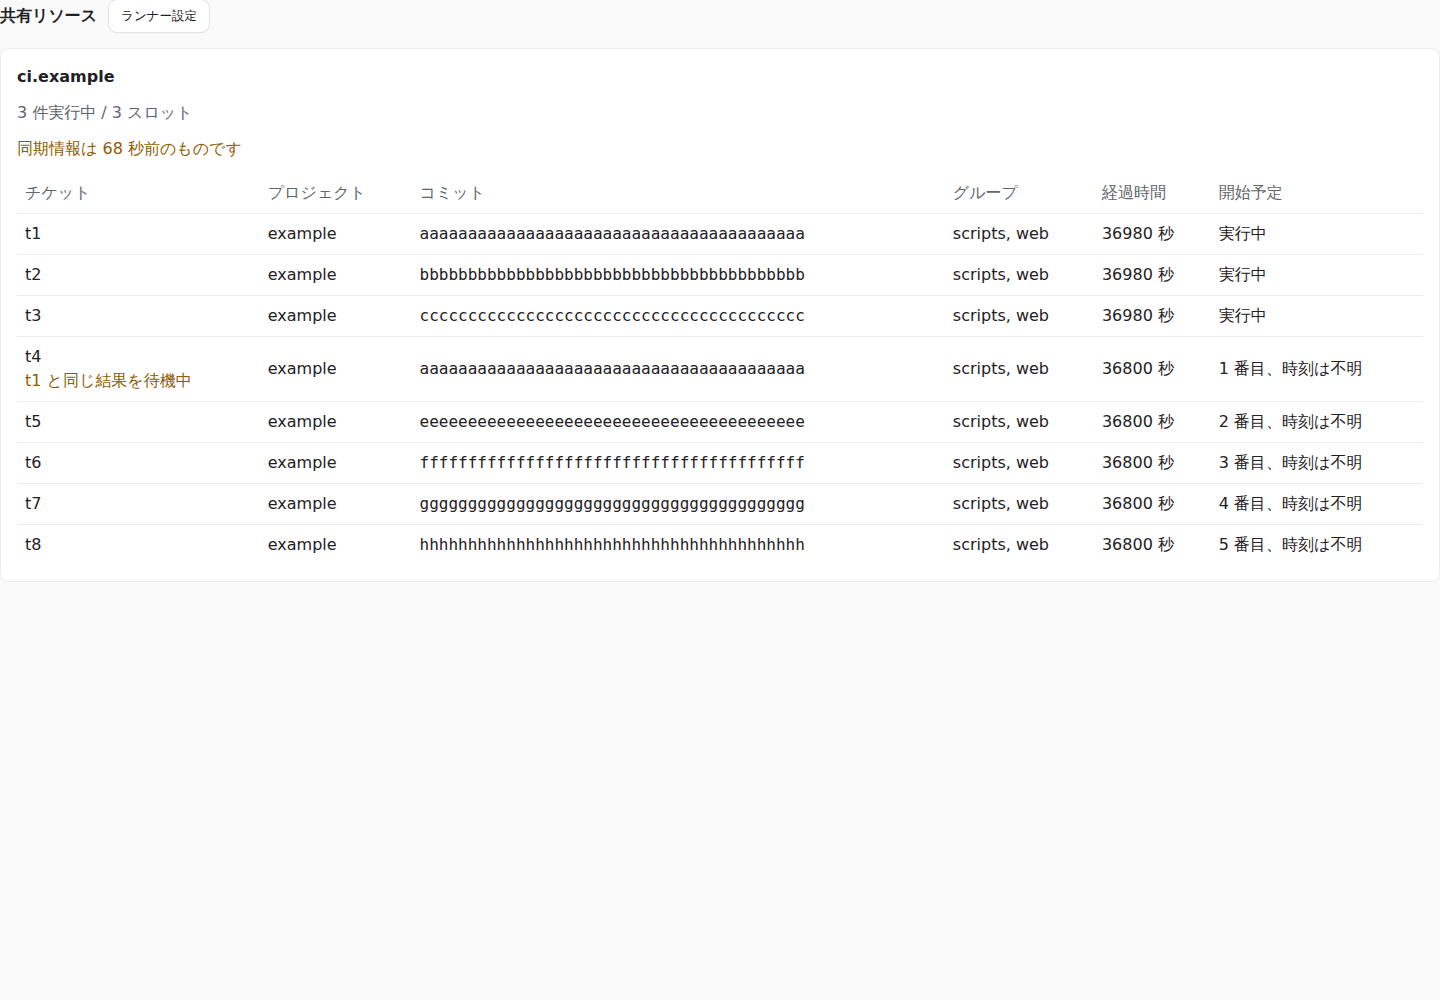 共有リソース ランナー設定
ci.example
3 件実行中 / 3 スロット
同期情報は 68 秒前のものです
チケット プロジェクト コミット グループ 経過時間 開始予定
t1 example aaaaaaaaaaaaaaaaaaaaaaaaaaaaaaaaaaaaaaaa scripts, web 36980 秒 実行中
t2 example bbbbbbbbbbbbbbbbbbbbbbbbbbbbbbbbbbbbbbbb scripts, web 36980 秒 実行中
t3 example cccccccccccccccccccccccccccccccccccccccc scripts, web 36980 秒 実行中
t4 example aaaaaaaaaaaaaaaaaaaaaaaaaaaaaaaaaaaaaaaa scripts, web 36800 秒 1 番目、時刻は不明
t1 と同じ結果を待機中
t5 example eeeeeeeeeeeeeeeeeeeeeeeeeeeeeeeeeeeeeeee scripts, web 36800 秒 2 番目、時刻は不明
t6 example ffffffffffffffffffffffffffffffffffffffff scripts, web 36800 秒 3 番目、時刻は不明
t7 example gggggggggggggggggggggggggggggggggggggggg scripts, web 36800 秒 4 番目、時刻は不明
t8 example hhhhhhhhhhhhhhhhhhhhhhhhhhhhhhhhhhhhhhhh scripts, web 36800 秒 5 番目、時刻は不明